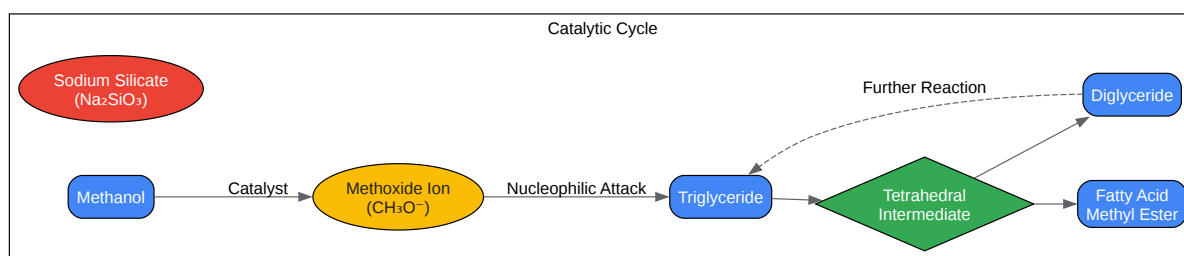 Catalytic Cycle
Sodium Silicate
(Na₂SiO₃)
Further Reaction
Diglyceride
Methanol
Catalyst
Methoxide Ion
(CH₃O⁻)
Nucleophilic Attack
Triglyceride
Tetrahedral
Intermediate
Fatty Acid
Methyl Ester